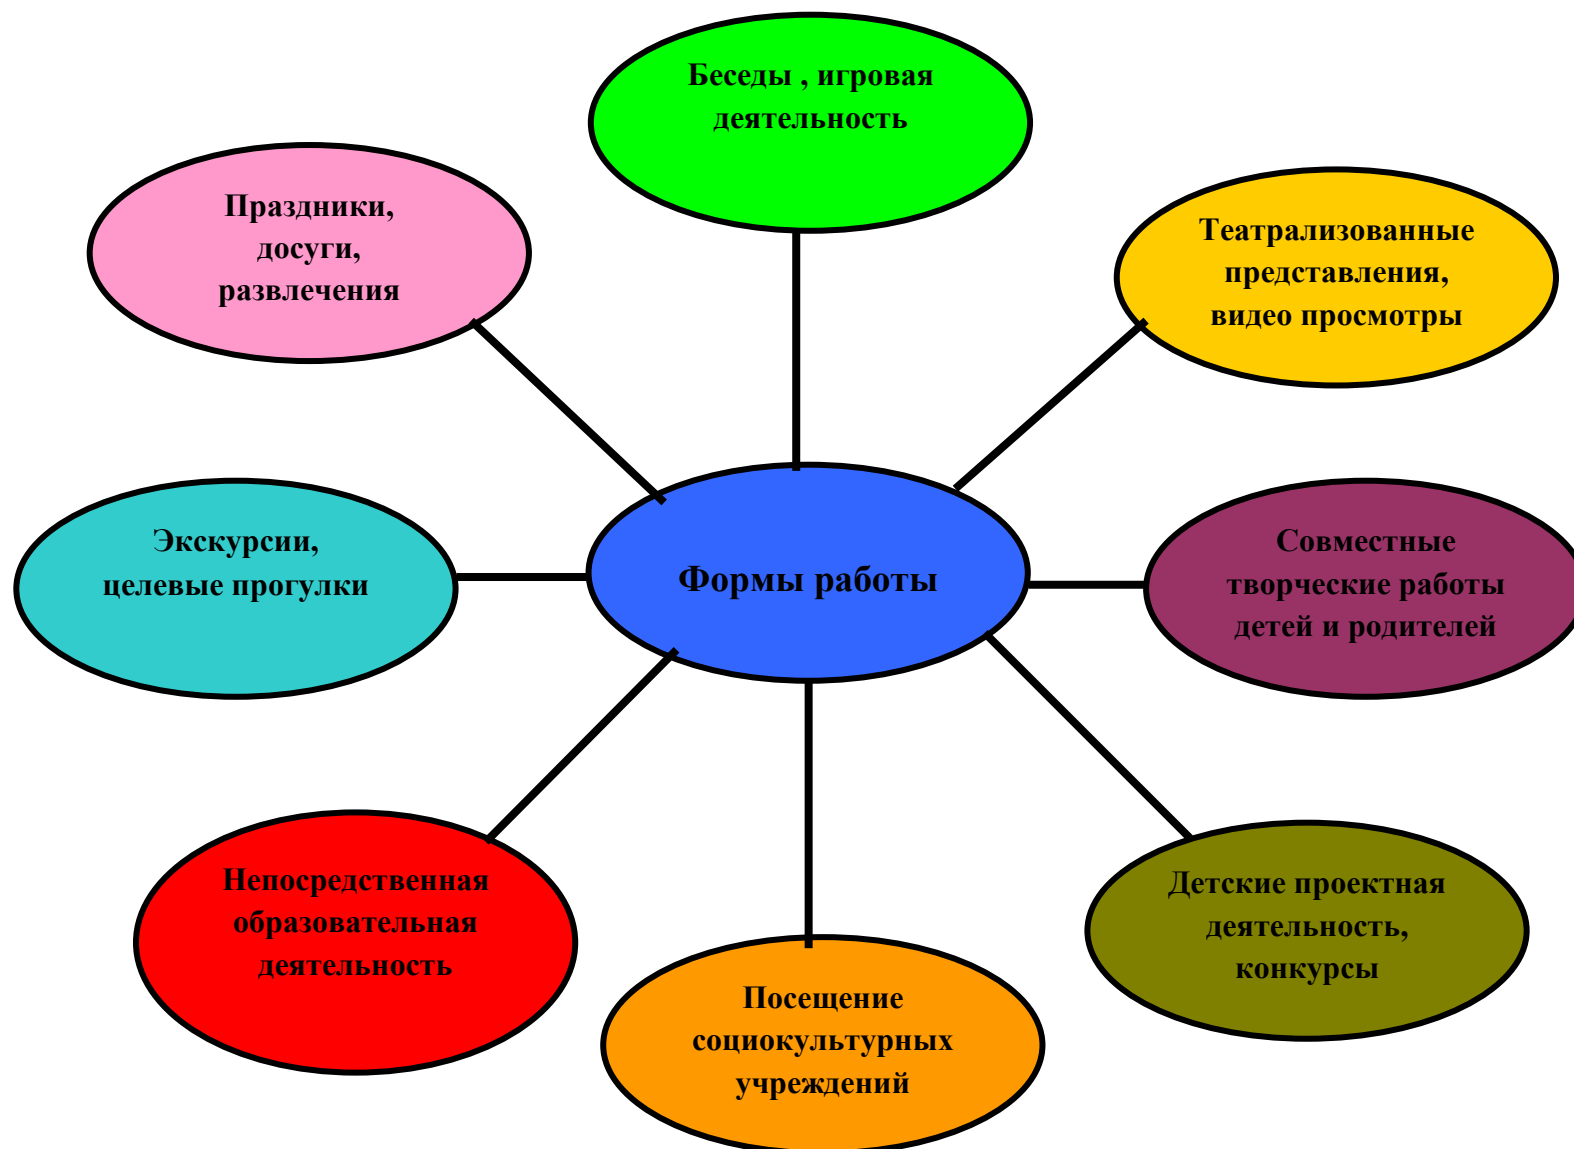 Беседы , игровая
деятельность
Праздники,
досуги,
развлечения
Театрализованные
представления,
видео просмотры
Экскурсии,
целевые прогулки
Формы работы
Совместные
творческие работы
детей и родителей
Непосредственная
образовательная
деятельность
Посещение
социокультурных
учреждений
Детские проектная
деятельность,
конкурсы